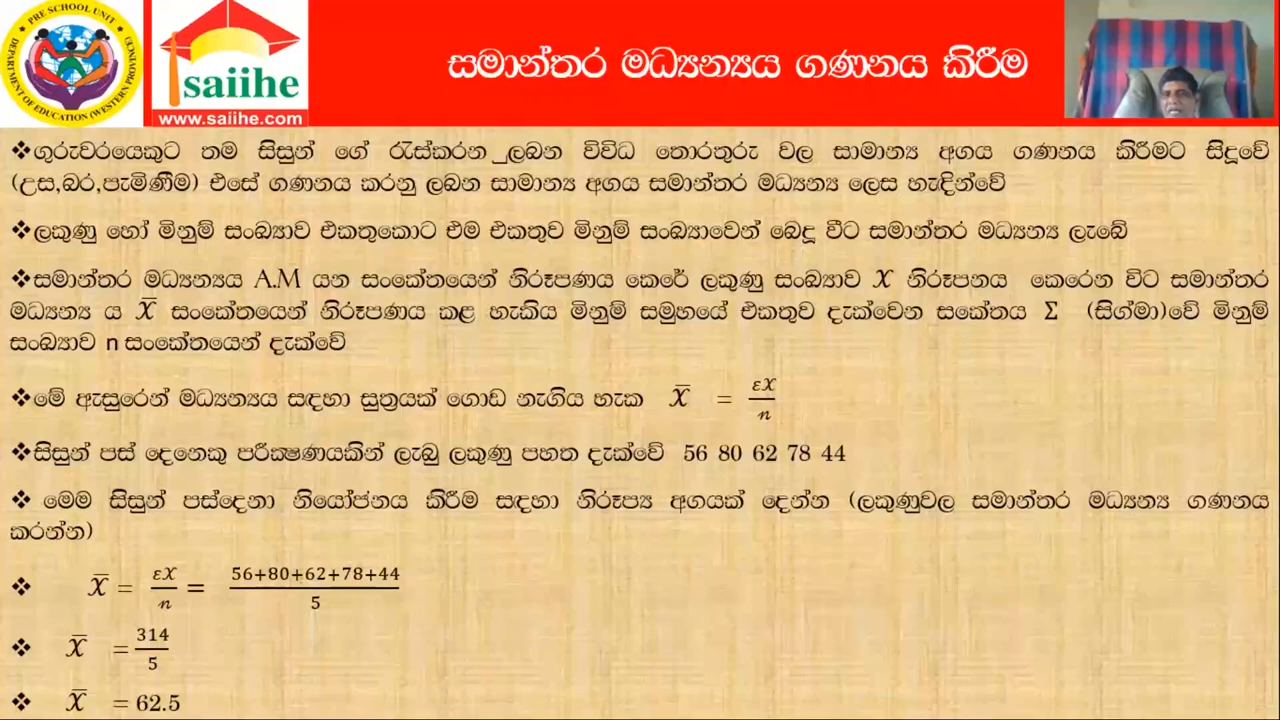 PRE SCHOOL UNIT
DEPARTMENT OF EDUCATION (WESTERN PROVINCE)
saiihe
www.saiihe.com
සමාන්තර මධ්‍යන්‍යය ගණනය කිරීම
❖ගුරුවරයෙකුට තම සිසුන් ගේ රැස්කරන ු ලබන විවිධ තොරතුරු වල සාමාන්‍ය අගය ගණනය කිරීමට සිදුවේ
(උස,බර,පැමිණීම) එසේ ගණනය කරනු ලබන සාමාන්‍ය අගය සමාන්තර මධ්‍යන්‍ය ලෙස හැඳින්වේ
❖ලකුණු හෝ මිනුම් සංඛ්‍යාව එකතුකොට එම එකතුව මිනුම් සංඛ්‍යාවෙන් බෙදූ විට සමාන්තර මධ්‍යන්‍ය ලැබේ
❖සමාන්තර මධ්‍යන්‍යය A.M යන සංකේතයෙන් නිරූපණය කෙරේ ලකුණු සංඛ්‍යාව x නිරූපනය කෙරෙන විට සමාන්තර
මධ්‍යන්‍ය ය x̅ සංකේතයෙන් නිරූපණය කළ හැකිය මිනුම් සමුහයේ එකතුව දැක්වෙන සකේතය Σ (සිග්මා)වේ මිනුම්
සංඛ්‍යාව n සංකේතයෙන් දැක්වේ
❖මේ ඇසුරෙන් මධ්‍යන්‍යය සඳහා සුත්‍රයක් ගොඩ නැගිය හැක x̅ = εx/n
❖සිසුන් පස් දෙනෙකු පරීක්‍ෂණයකින් ලැබු ලකුණු පහත දැක්වේ 56 80 62 78 44
❖ මෙම සිසුන් පස්දෙනා නියෝජනය කිරීම සඳහා නිරූප්‍ය අගයක් දෙන්න (ලකුණුවල සමාන්තර මධ්‍යන්‍ය ගණනය
කරන්න)
❖ x̅ = εx/n = 56+80+62+78+44/5
❖ x̅ = 314/5
❖ x̅ = 62.5